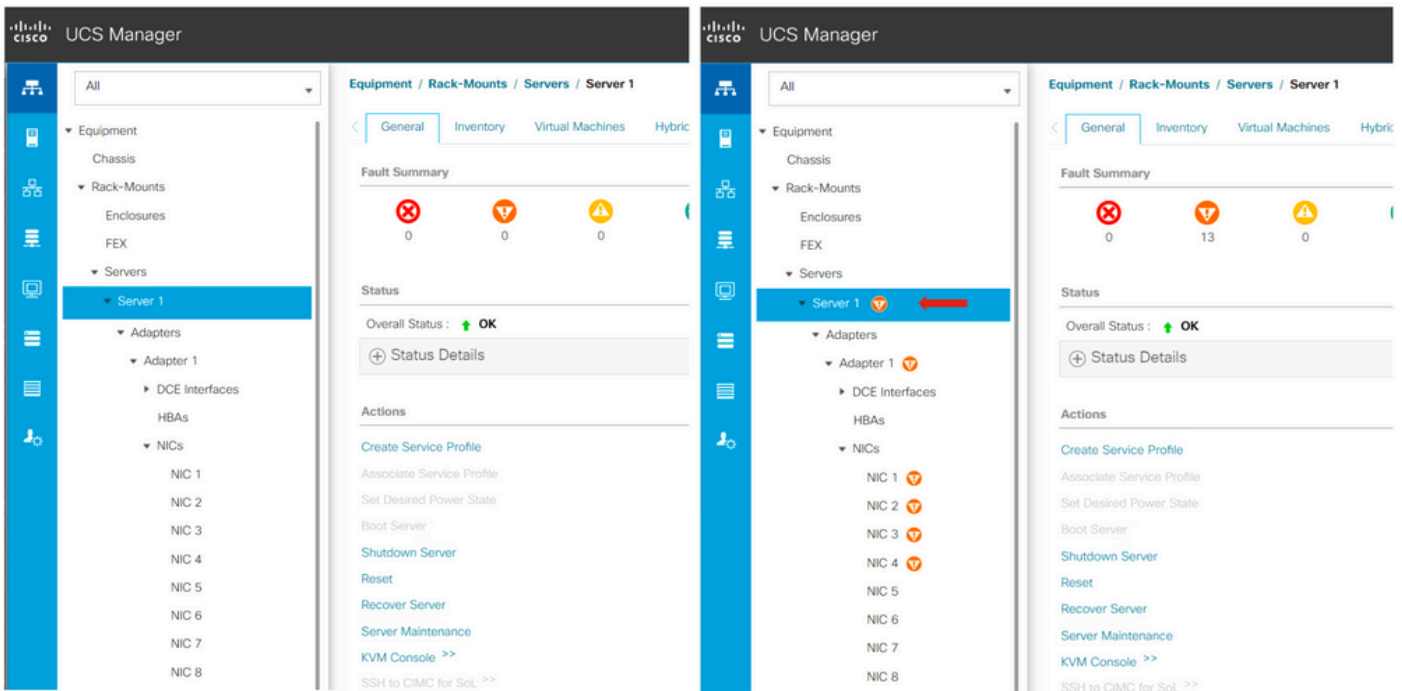 CISCO UCS Manager
All
Equipment
Chassis
Rack-Mounts
Enclosures
FEX
Servers
Server 1
Adapters
Adapter 1
DCE Interfaces
HBAs
NICs
NIC 1
NIC 2
NIC 3
NIC 4
NIC 5
NIC 6
NIC 7
NIC 8
Equipment / Rack-Mounts / Servers / Server 1
General Inventory Virtual Machines Hybric
Fault Summary
0 0 0
Status
Overall Status : OK
Status Details
Actions
Create Service Profile
Associate Service Profile
Set Desired Power State
Boot Server
Shutdown Server
Reset
Recover Server
Server Maintenance
KVM Console >>
SSH to CIMC for SoL >>
CISCO UCS Manager
All
Equipment
Chassis
Rack-Mounts
Enclosures
FEX
Servers
Server 1
Adapters
Adapter 1
DCE Interfaces
HBAs
NICs
NIC 1
NIC 2
NIC 3
NIC 4
NIC 5
NIC 6
NIC 7
NIC 8
Equipment / Rack-Mounts / Servers / Server 1
General Inventory Virtual Machines Hybric
Fault Summary
0 13 0
Status
Overall Status : OK
Status Details
Actions
Create Service Profile
Associate Service Profile
Set Desired Power State
Boot Server
Shutdown Server
Reset
Recover Server
Server Maintenance
KVM Console >>
SSH to CIMC for SoL >>